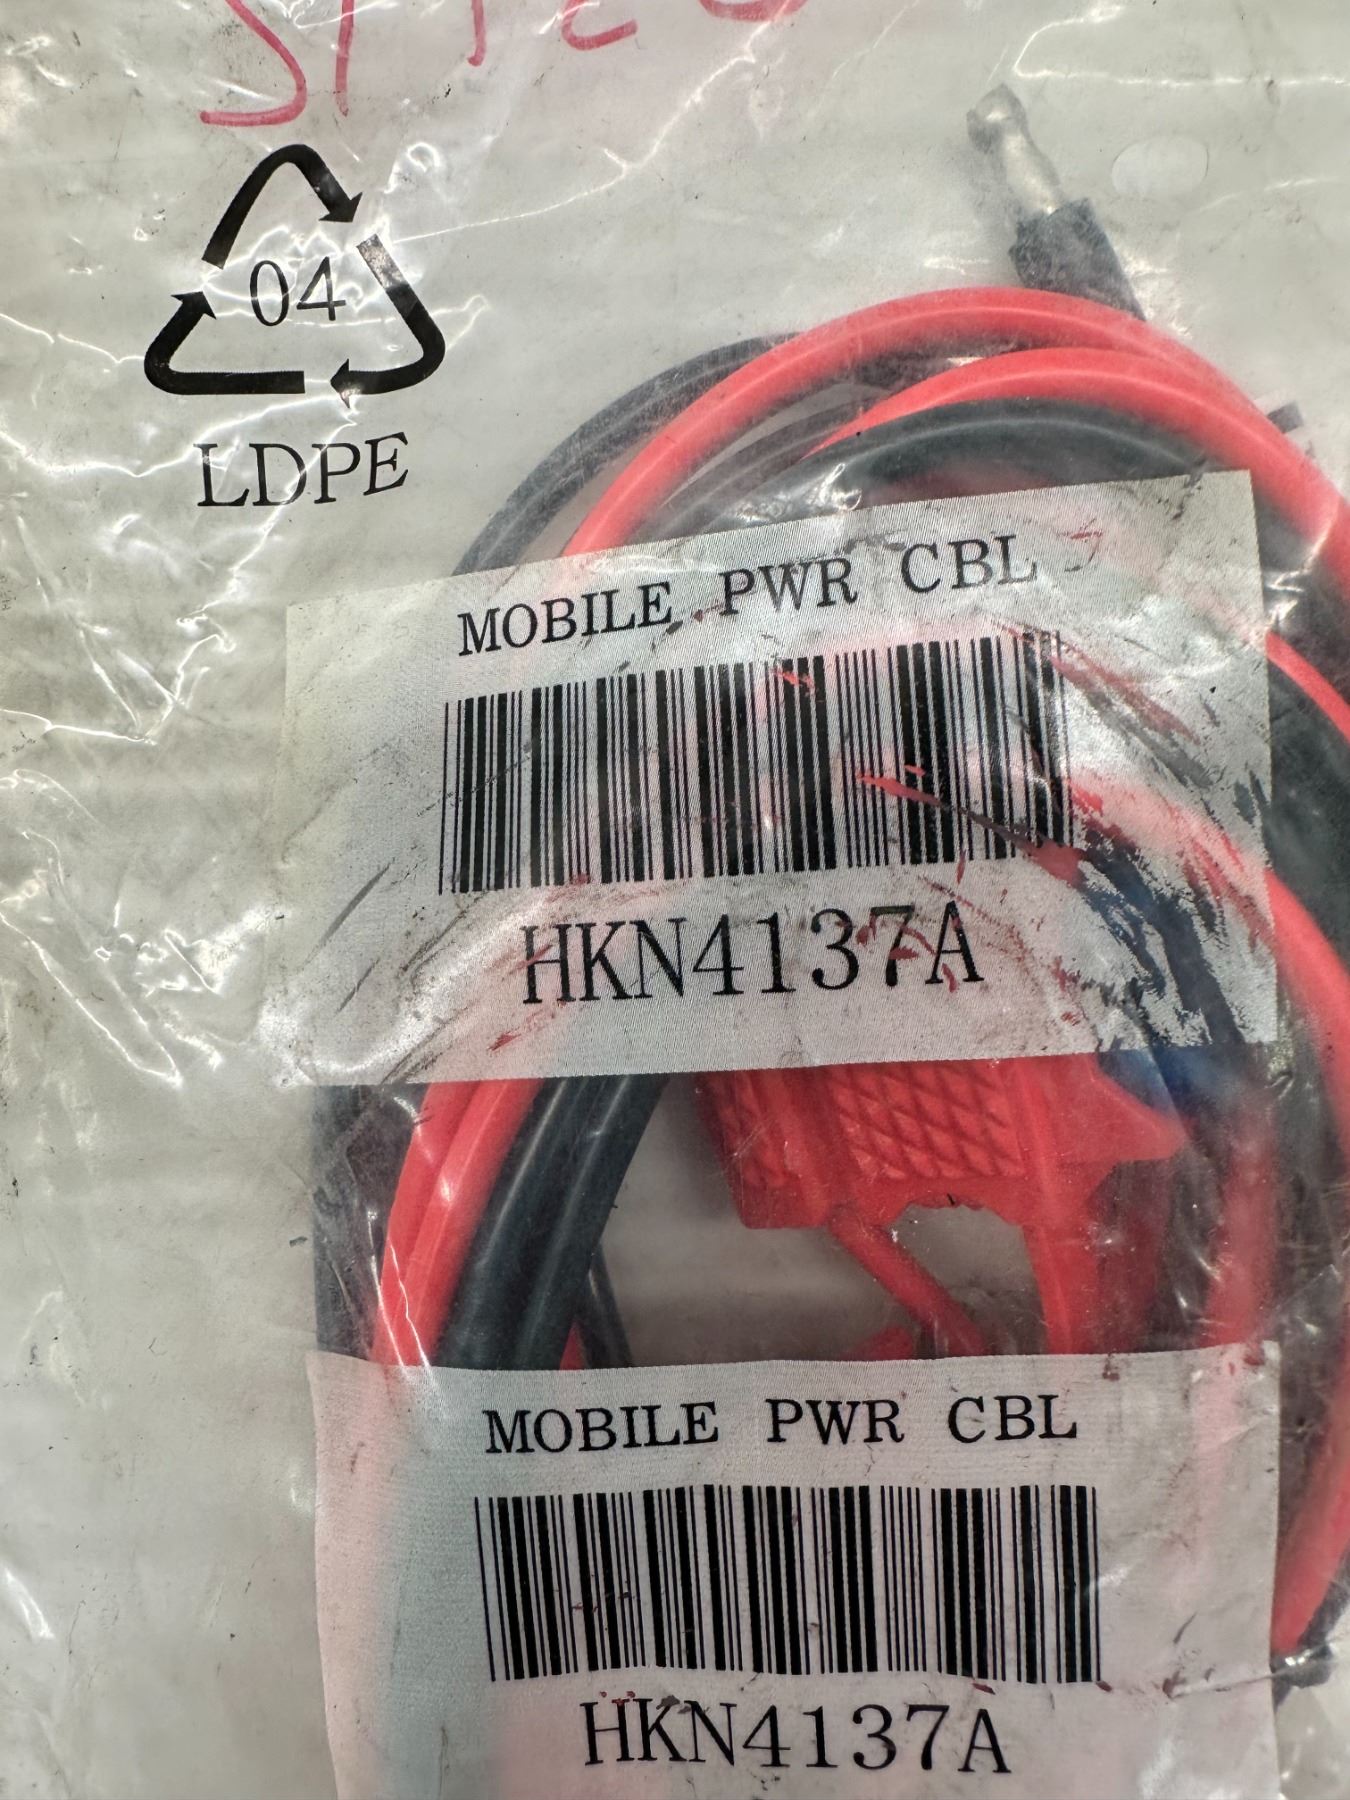 04
LDPE
MOBILE PWR CBL
HKN4137A
MOBILE PWR CBL
HKN4137A